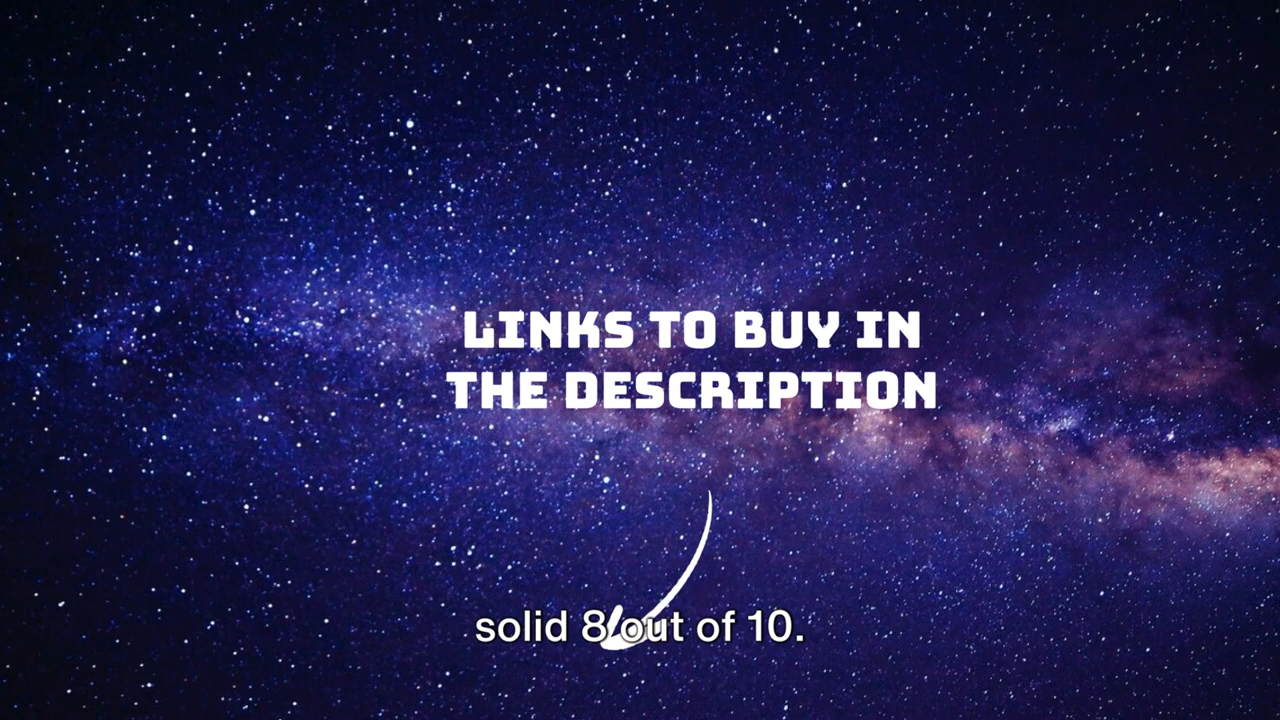 LINKS TO BUY IN
THE DESCRIPTION
solid 8 out of 10.